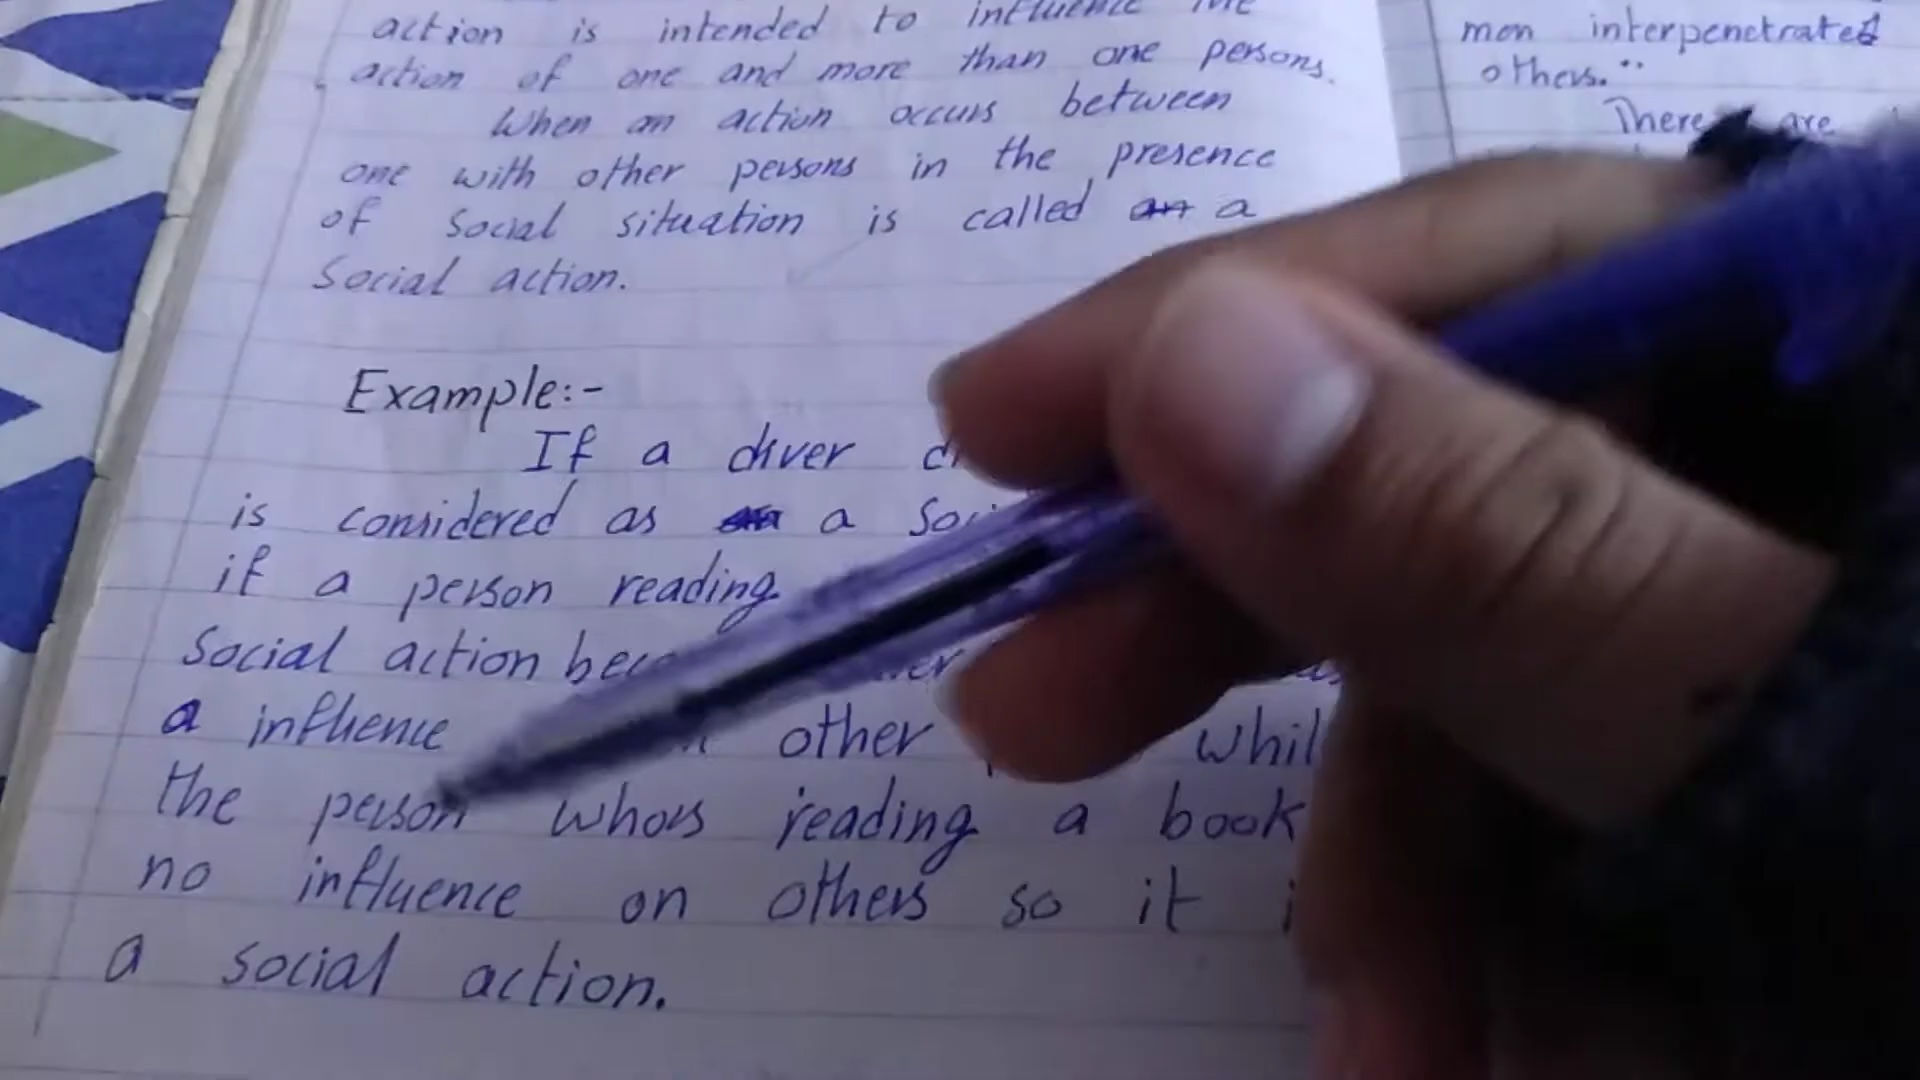 action is intended to influence the
action of one and more than one persons.
When an action occurs between
one with other persons in the presence
of Social situation is called a
Social action.
Example:-
If a driver
is considered as a
if a person reading
Social action
a influence other
the person whos reading a book
no influence on others so it
a social action.
men interpenetrated
others."
There are